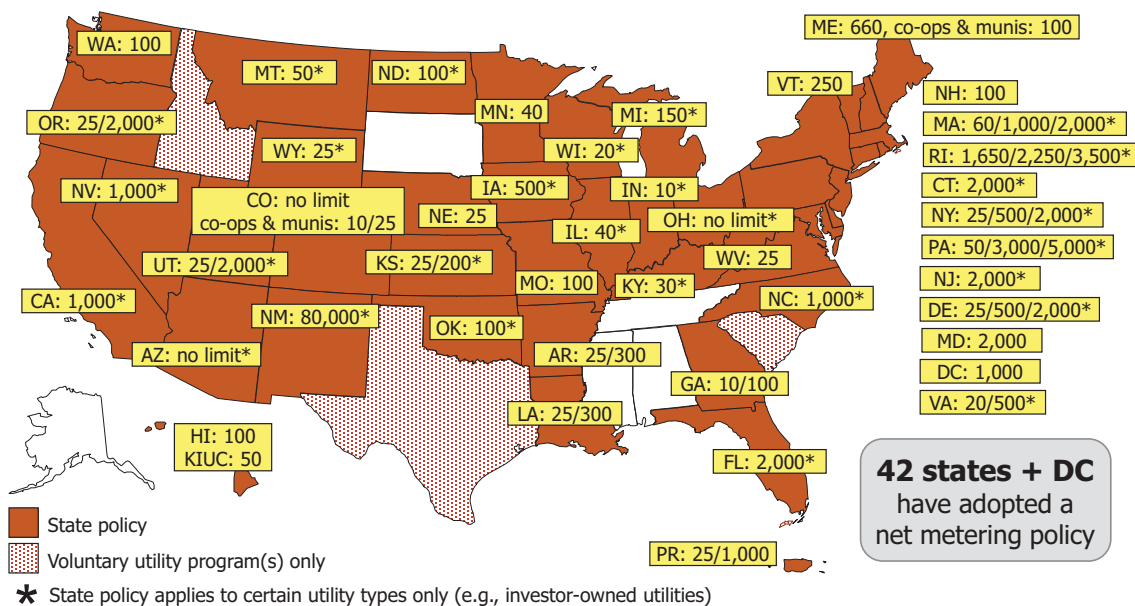 ME: 660, co-ops & munis: 100
WA: 100
MT: 50*
ND: 100*
VT: 250
NH: 100
MN: 40
MI: 150*
OR: 25/2,000*
MA: 60/1,000/2,000*
WY: 25*
WI: 20*
RI: 1,650/2,250/3,500*
NV: 1,000*
IA: 500*
IN: 10*
CT: 2,000*
CO: no limit
co-ops & munis: 10/25
NE: 25
OH: no limit*
NY: 25/500/2,000*
IL: 40*
PA: 50/3,000/5,000*
UT: 25/2,000*
KS: 25/200*
WV: 25
MO: 100
KY: 30*
NJ: 2,000*
CA: 1,000*
NM: 80,000*
NC: 1,000*
DE: 25/500/2,000*
OK: 100*
MD: 2,000
AZ: no limit*
AR: 25/300
DC: 1,000
GA: 10/100
VA: 20/500*
LA: 25/300
HI: 100
KIUC: 50
FL: 2,000*
42 states + DC
have adopted a
net metering policy
State policy
Voluntary utility program(s) only
PR: 25/1,000
* State policy applies to certain utility types only (e.g., investor-owned utilities)